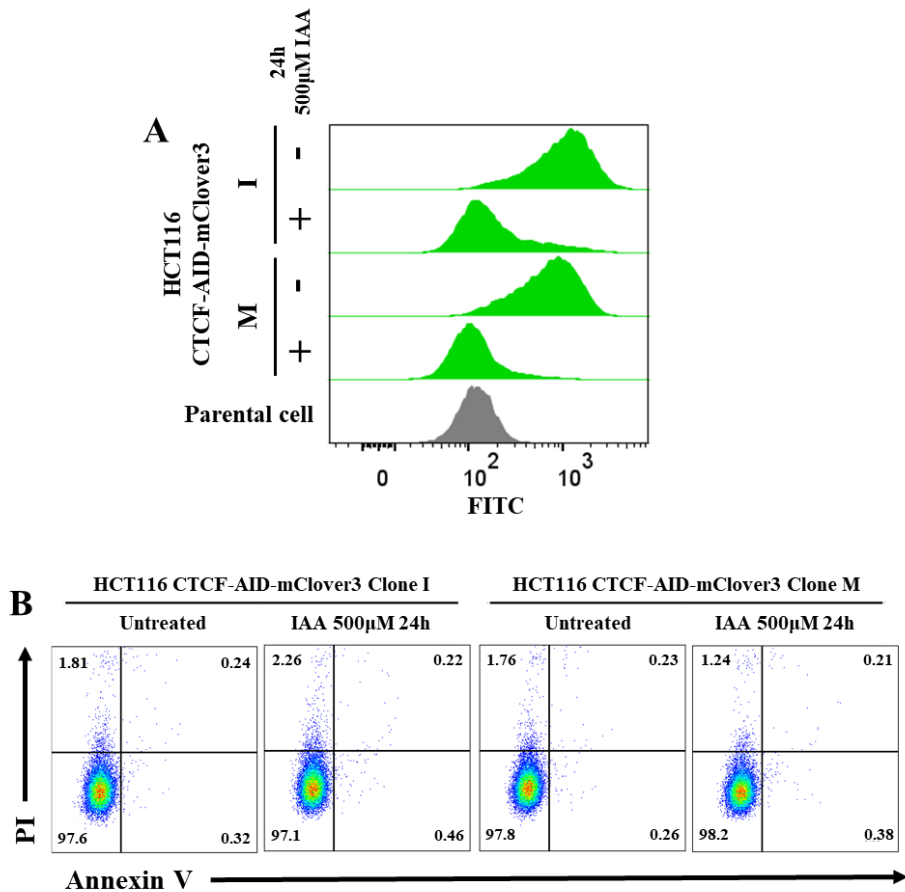 24h
500µM IAA
A
HCT116
CTCF-AID-mClover3
I
-
+
M
-
+
Parental cell
0 10² 10³
FITC
B
HCT116 CTCF-AID-mClover3 Clone I
HCT116 CTCF-AID-mClover3 Clone M
Untreated
IAA 500µM 24h
Untreated
IAA 500µM 24h
1.81 0.24
2.26 0.22
1.76 0.23
1.24 0.21
PI
97.6 0.32
97.1 0.46
97.8 0.26
98.2 0.38
Annexin V